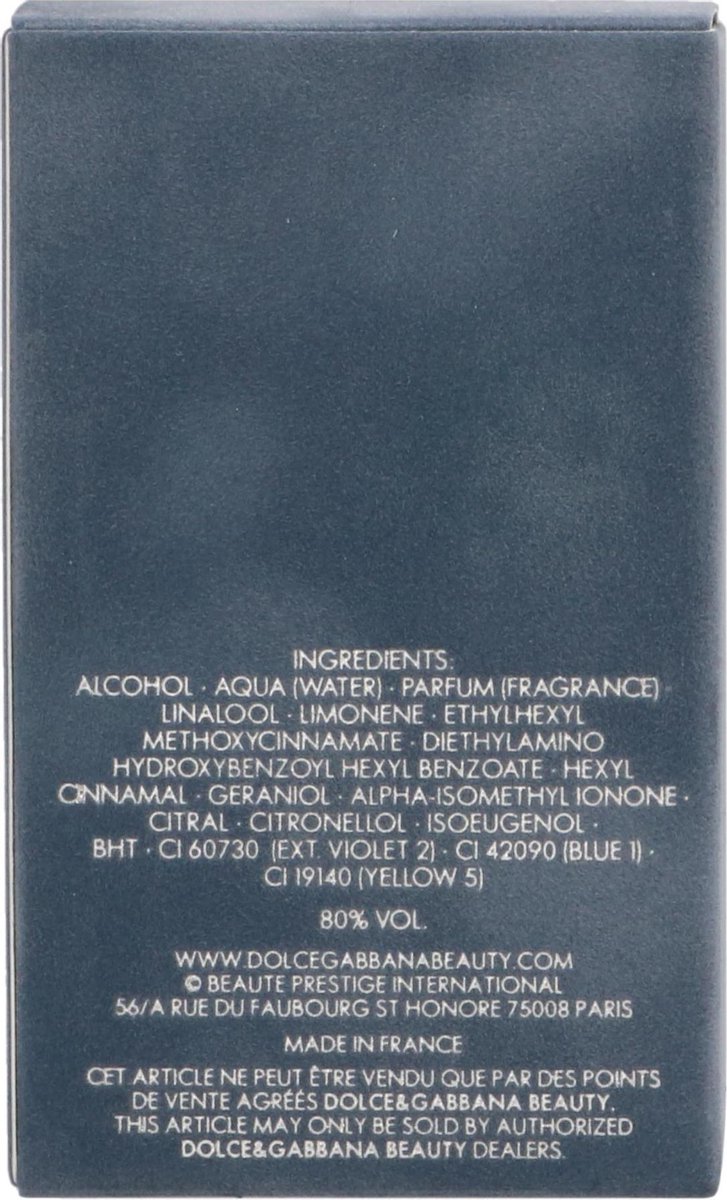 INGREDIENTS:
ALCOHOL · AQUA (WATER) · PARFUM (FRAGRANCE) ·
LINALOOL · LIMONENE · ETHYLHEXYL
METHOXYCINNAMATE · DIETHYLAMINO
HYDROXYBENZOYL HEXYL BENZOATE · HEXYL
CINNAMAL · GERANIOL · ALPHA-ISOMETHYL IONONE ·
CITRAL · CITRONELLOL · ISOEUGENOL ·
BHT · CI 60730 (EXT. VIOLET 2) · CI 42090 (BLUE 1) ·
CI 19140 (YELLOW 5)
80% VOL.
WWW.DOLCEGABBANABEAUTY.COM
© BEAUTE PRESTIGE INTERNATIONAL
56/A RUE DU FAUBOURG ST HONORE 75008 PARIS
MADE IN FRANCE
CET ARTICLE NE PEUT ÊTRE VENDU QUE PAR DES POINTS
DE VENTE AGRÉÉS DOLCE&GABBANA BEAUTY.
THIS ARTICLE MAY ONLY BE SOLD BY AUTHORIZED
DOLCE&GABBANA BEAUTY DEALERS.